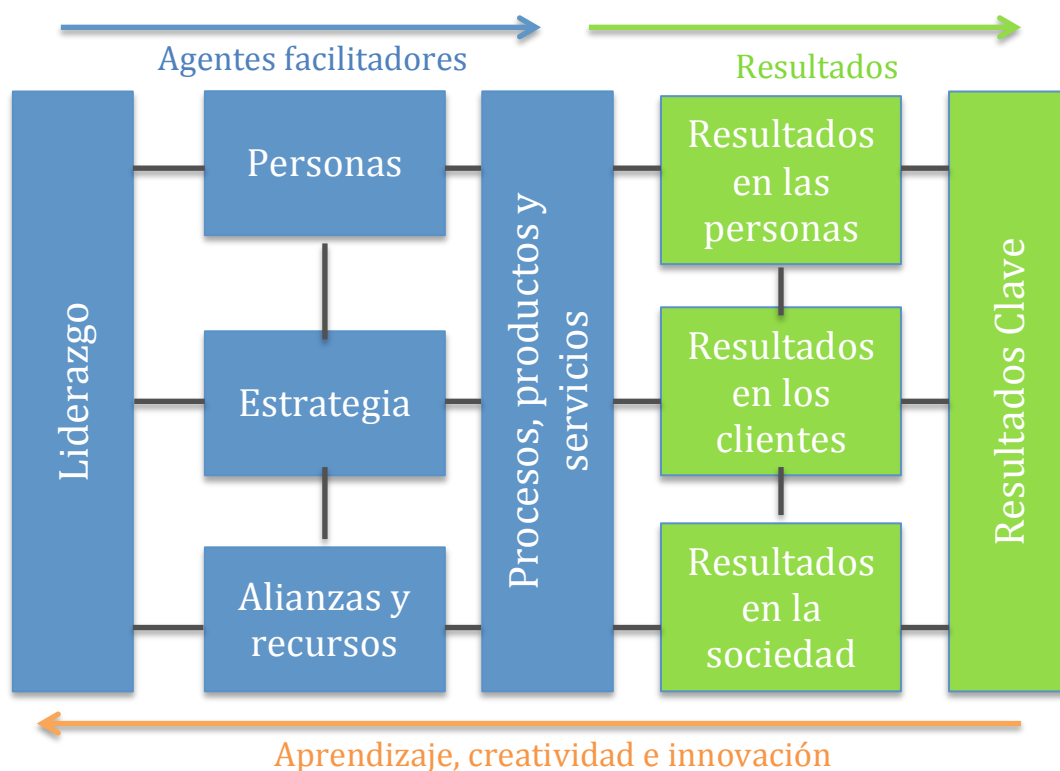 Agentes facilitadores
Resultados
Liderazgo
Personas
Estrategia
Alianzas y
recursos
Procesos, productos y
servicios
Resultados
en las
personas
Resultados
en los
clientes
Resultados
en la
sociedad
Resultados Clave
Aprendizaje, creatividad e innovación